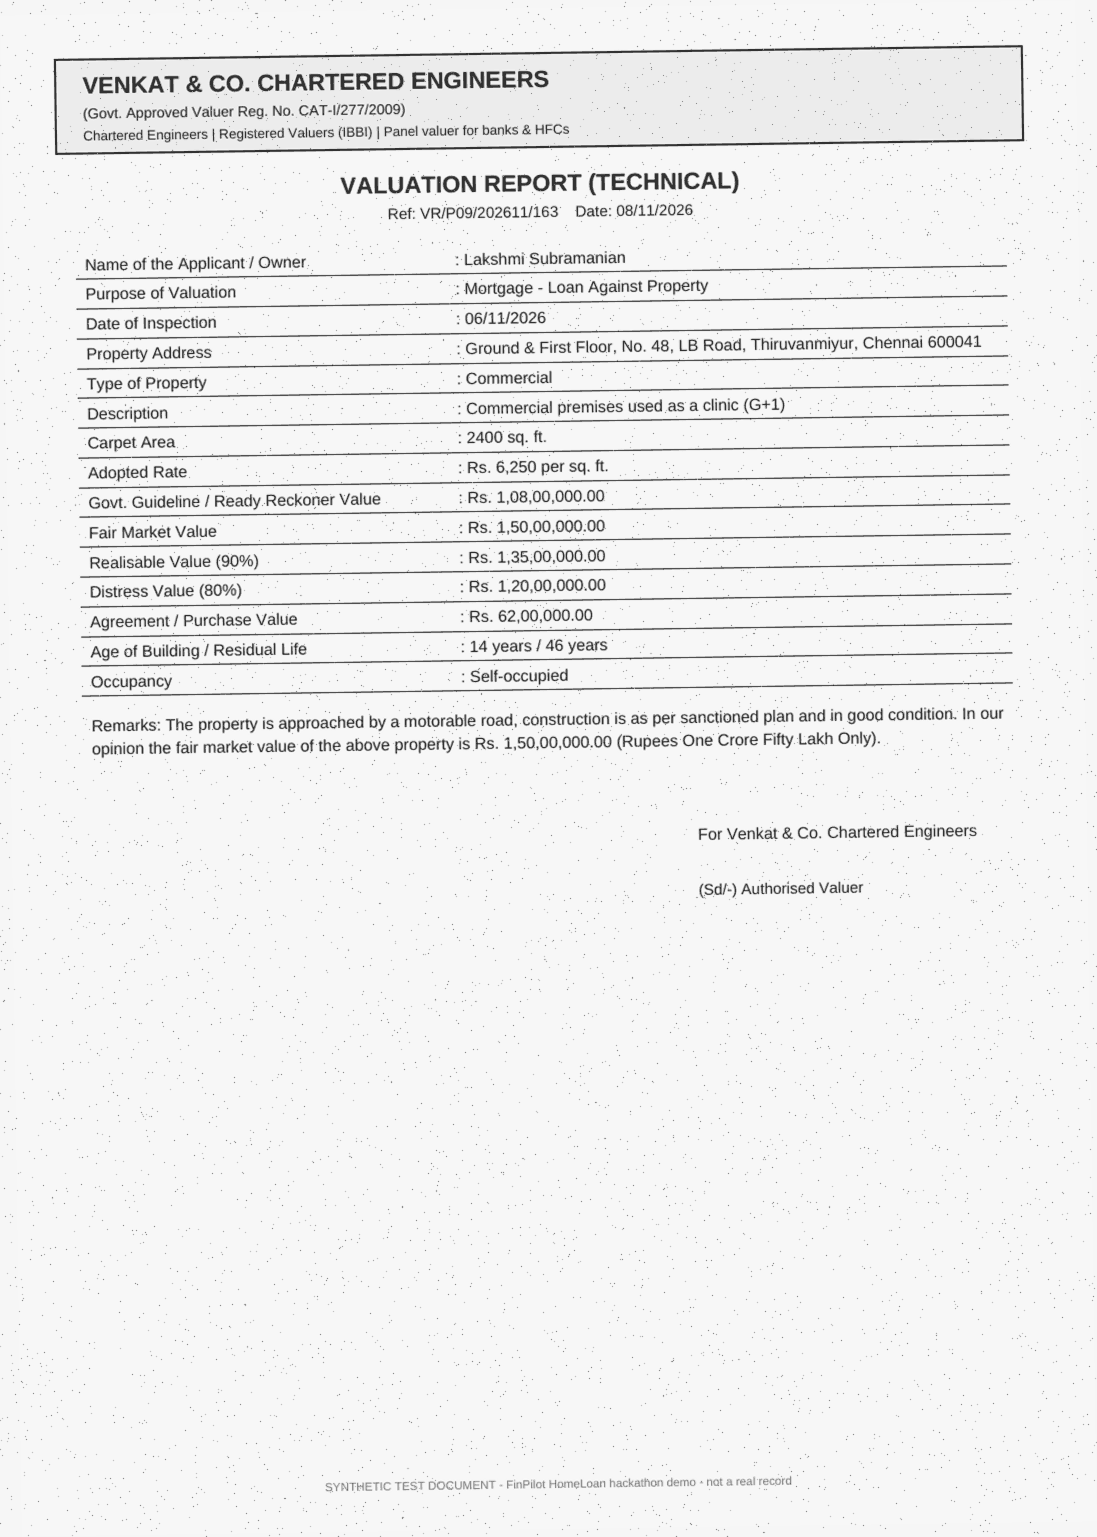 VENKAT & CO. CHARTERED ENGINEERS
(Govt. Approved Valuer Reg. No. CAT-I/277/2009)
Chartered Engineers | Registered Valuers (IBBI) | Panel valuer for banks & HFCs
VALUATION REPORT (TECHNICAL)
Ref: VR/P09/202611/163 Date: 08/11/2026
Name of the Applicant / Owner : Lakshmi Subramanian
Purpose of Valuation : Mortgage - Loan Against Property
Date of Inspection : 06/11/2026
Property Address : Ground & First Floor, No. 48, LB Road, Thiruvanmiyur, Chennai 600041
Type of Property : Commercial
Description : Commercial premises used as a clinic (G+1)
Carpet Area : 2400 sq. ft.
Adopted Rate : Rs. 6,250 per sq. ft.
Govt. Guideline / Ready Reckoner Value : Rs. 1,08,00,000.00
Fair Market Value : Rs. 1,50,00,000.00
Realisable Value (90%) : Rs. 1,35,00,000.00
Distress Value (80%) : Rs. 1,20,00,000.00
Agreement / Purchase Value : Rs. 62,00,000.00
Age of Building / Residual Life : 14 years / 46 years
Occupancy : Self-occupied
Remarks: The property is approached by a motorable road, construction is as per sanctioned plan and in good condition. In our
opinion the fair market value of the above property is Rs. 1,50,00,000.00 (Rupees One Crore Fifty Lakh Only).
For Venkat & Co. Chartered Engineers
(Sd/-) Authorised Valuer
SYNTHETIC TEST DOCUMENT - FinPilot HomeLoan hackathon demo - not a real record